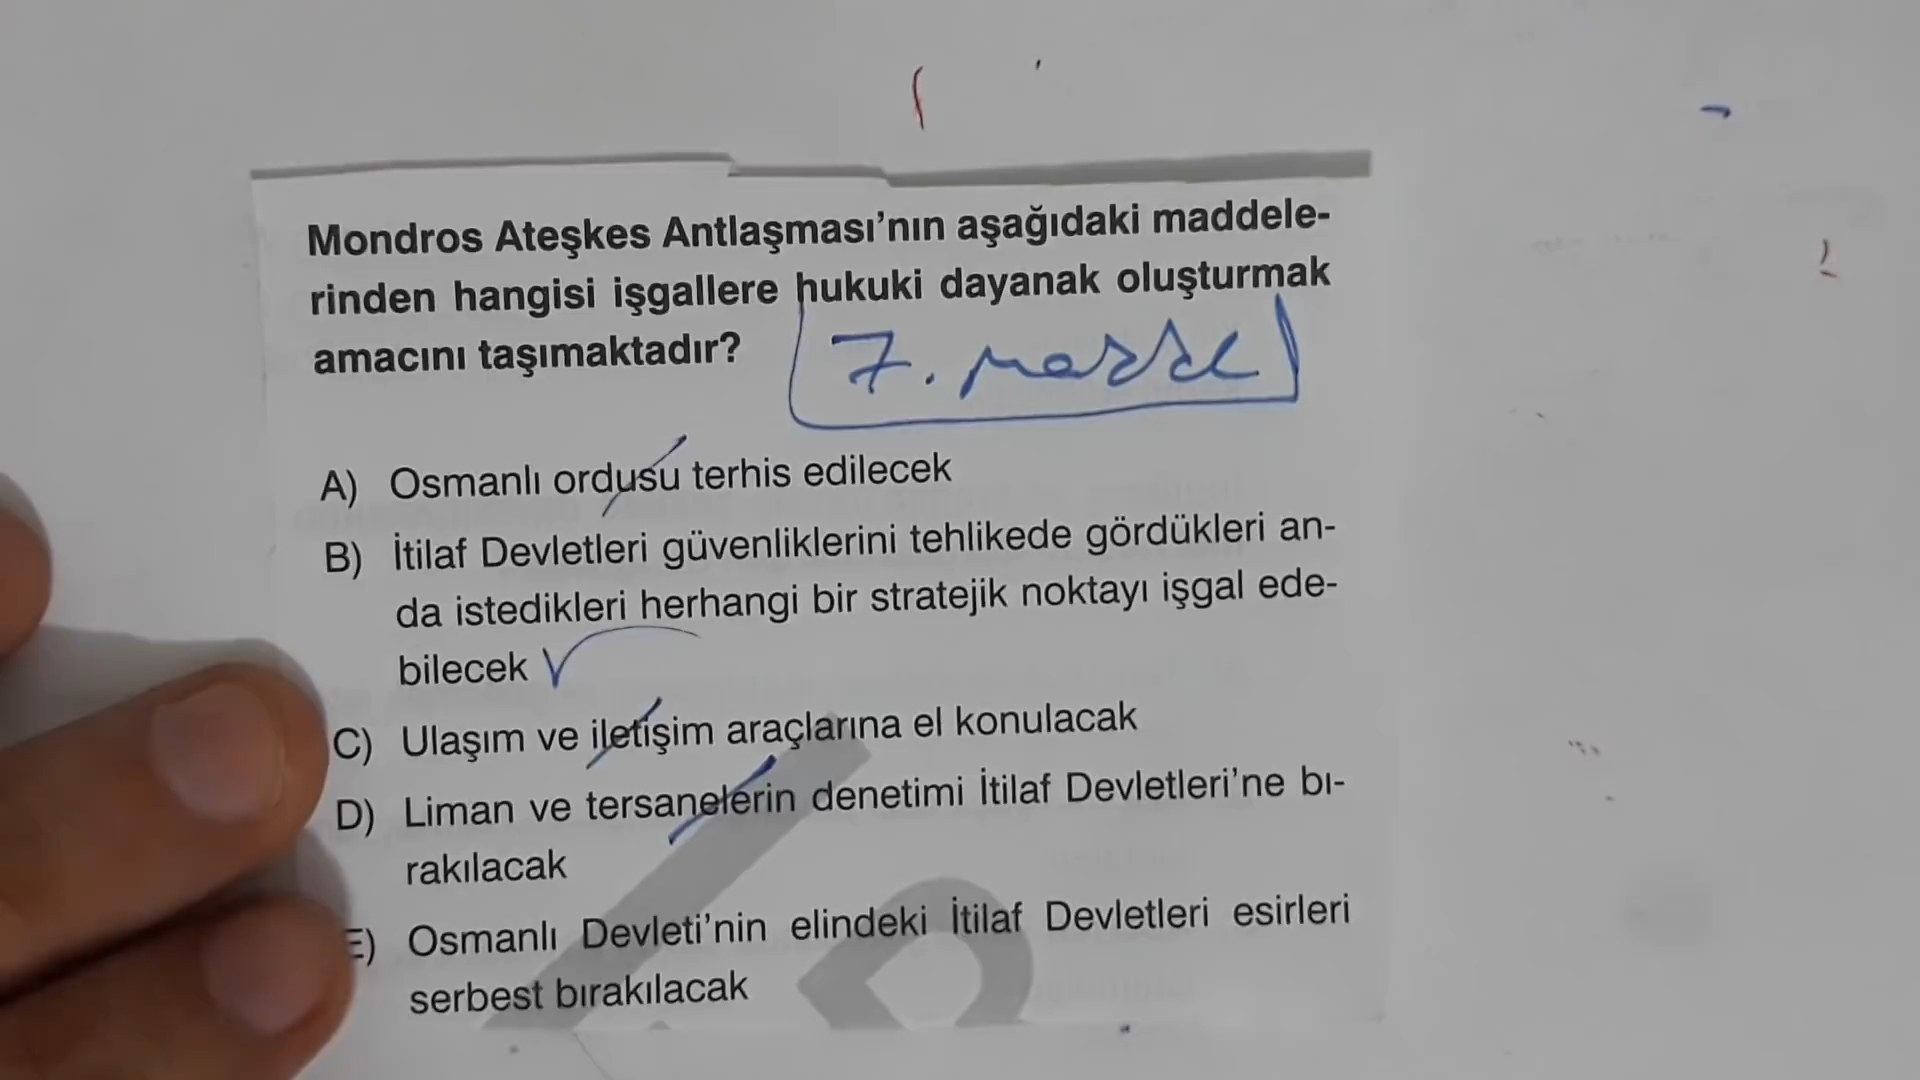 Mondros Ateşkes Antlaşması'nın aşağıdaki maddele-
rinden hangisi işgallere hukuki dayanak oluşturmak
amacını taşımaktadır?
7. madde
A) Osmanlı ordusu terhis edilecek
B) İtilaf Devletleri güvenliklerini tehlikede gördükleri an-
da istedikleri herhangi bir stratejik noktayı işgal ede-
bilecek
C) Ulaşım ve iletişim araçlarına el konulacak
D) Liman ve tersanelerin denetimi İtilaf Devletleri'ne bı-
rakılacak
E) Osmanlı Devleti'nin elindeki İtilaf Devletleri esirleri
serbest bırakılacak